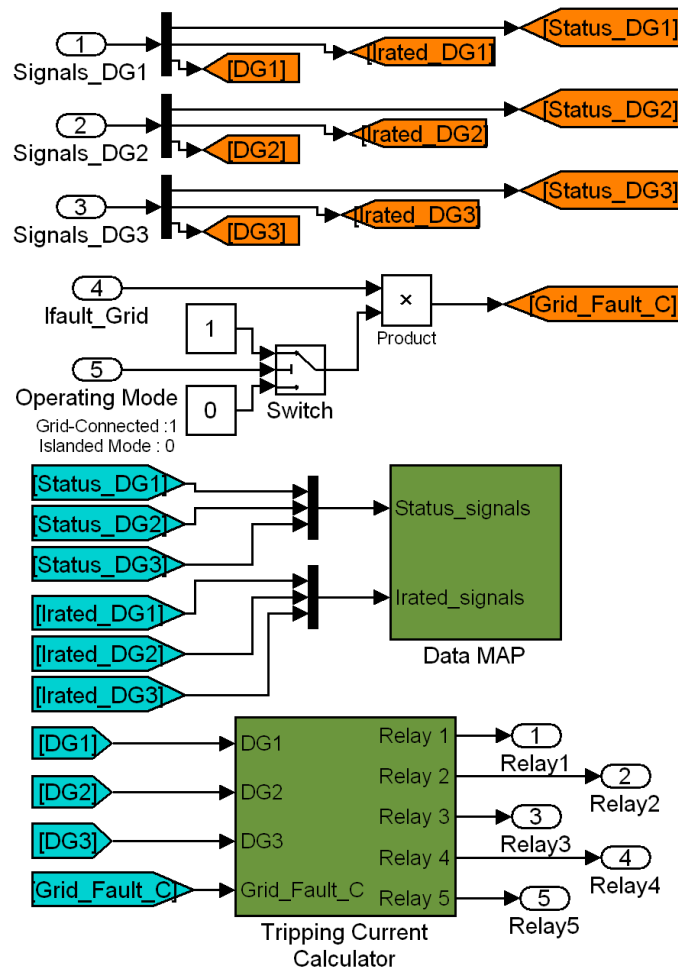 1
Signals_DG1
[Status_DG1]
[Irated_DG1]
[DG1]
2
Signals_DG2
[Status_DG2]
[Irated_DG2]
[DG2]
3
Signals_DG3
[Status_DG3]
[Irated_DG3]
[DG3]
4
Ifault_Grid
×
Product
[Grid_Fault_C]
1
5
Operating Mode
Grid-Connected :1
Islanded Mode : 0
0
Switch
[Status_DG1]
[Status_DG2]
[Status_DG3]
[Irated_DG1]
[Irated_DG2]
[Irated_DG3]
Status_signals
Irated_signals
Data MAP
[DG1]
[DG2]
[DG3]
[Grid_Fault_C]
DG1
DG2
DG3
Grid_Fault_C
Relay 1
Relay 2
Relay 3
Relay 4
Relay 5
Tripping Current
Calculator
1
Relay1
2
Relay2
3
Relay3
4
Relay4
5
Relay5